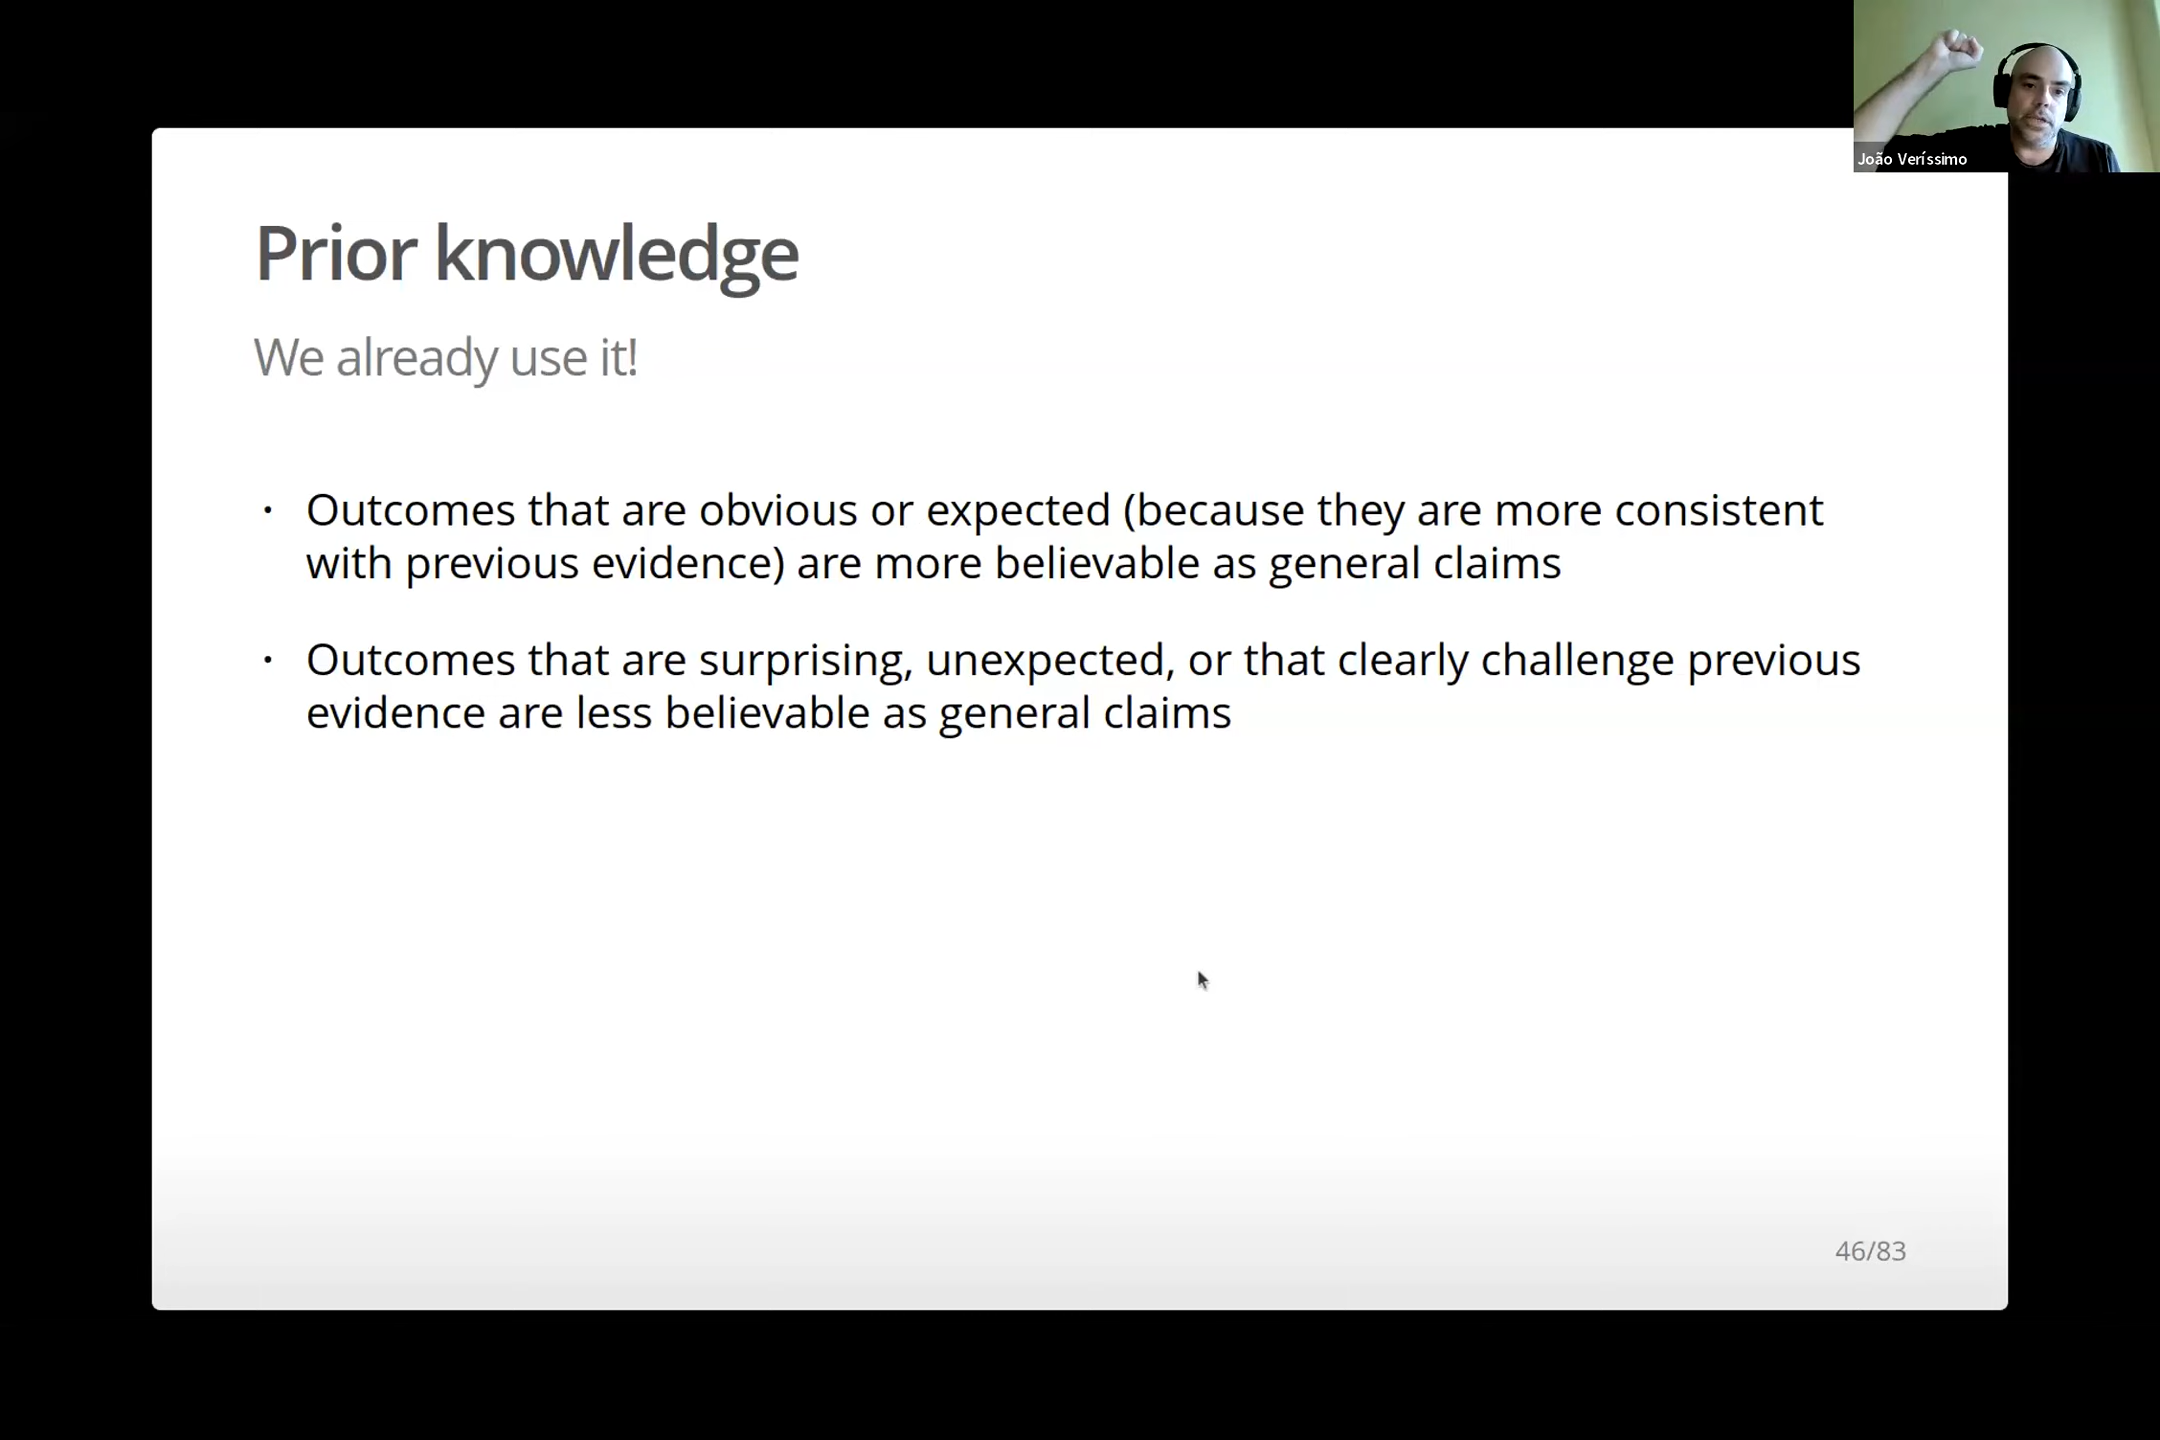 João Veríssimo
Prior knowledge
We already use it!
· Outcomes that are obvious or expected (because they are more consistent
with previous evidence) are more believable as general claims
· Outcomes that are surprising, unexpected, or that clearly challenge previous
evidence are less believable as general claims
46/83